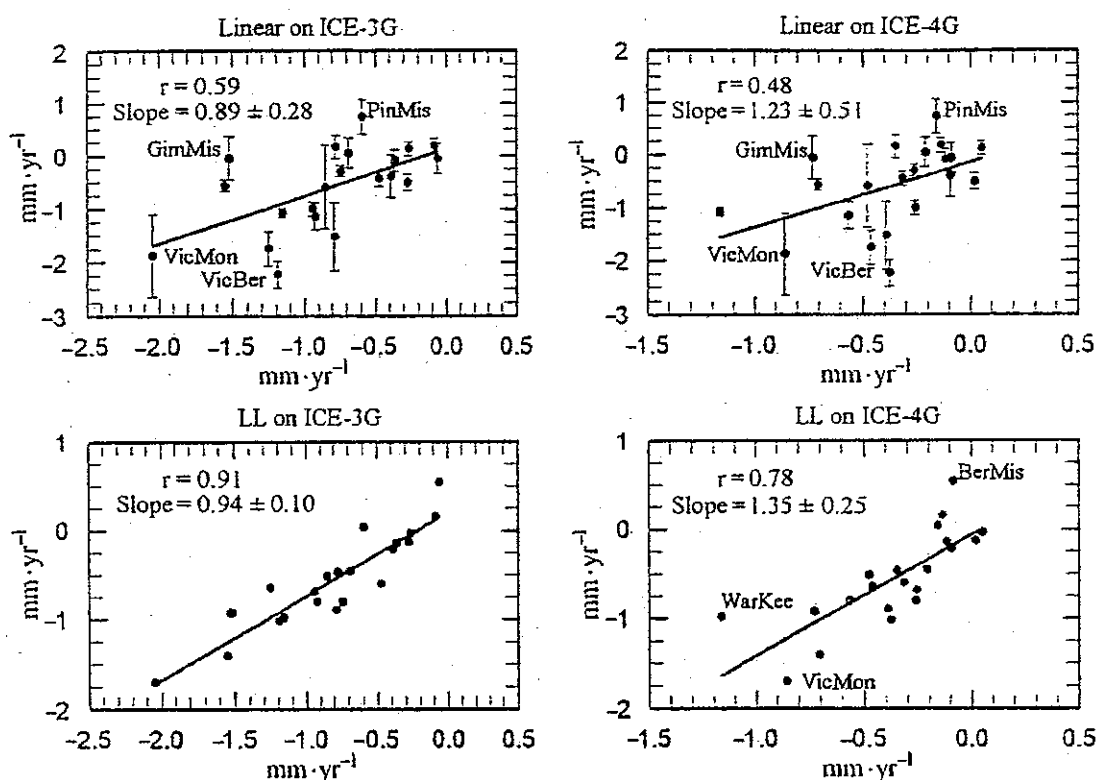 Linear on ICE-3G
2
1
0
−1
−2
−3
mm·yr⁻¹
r = 0.59
Slope = 0.89 ± 0.28
PinMis
GimMis
VicMon
VicBer
−2.5 −2.0 −1.5 −1.0 −0.5 0.0 0.5
mm·yr⁻¹
Linear on ICE-4G
2
1
0
−1
−2
−3
mm·yr⁻¹
r = 0.48
Slope = 1.23 ± 0.51
PinMis
GimMis
VicMon
VicBer
−1.5 −1.0 −0.5 0.0 0.5
mm·yr⁻¹
LL on ICE-3G
1
0
−1
−2
mm·yr⁻¹
r = 0.91
Slope = 0.94 ± 0.10
−2.5 −2.0 −1.5 −1.0 −0.5 0.0 0.5
mm·yr⁻¹
LL on ICE-4G
1
0
−1
−2
mm·yr⁻¹
r = 0.78
Slope = 1.35 ± 0.25
BerMis
WarKee
VicMon
−1.5 −1.0 −0.5 0.0 0.5
mm·yr⁻¹